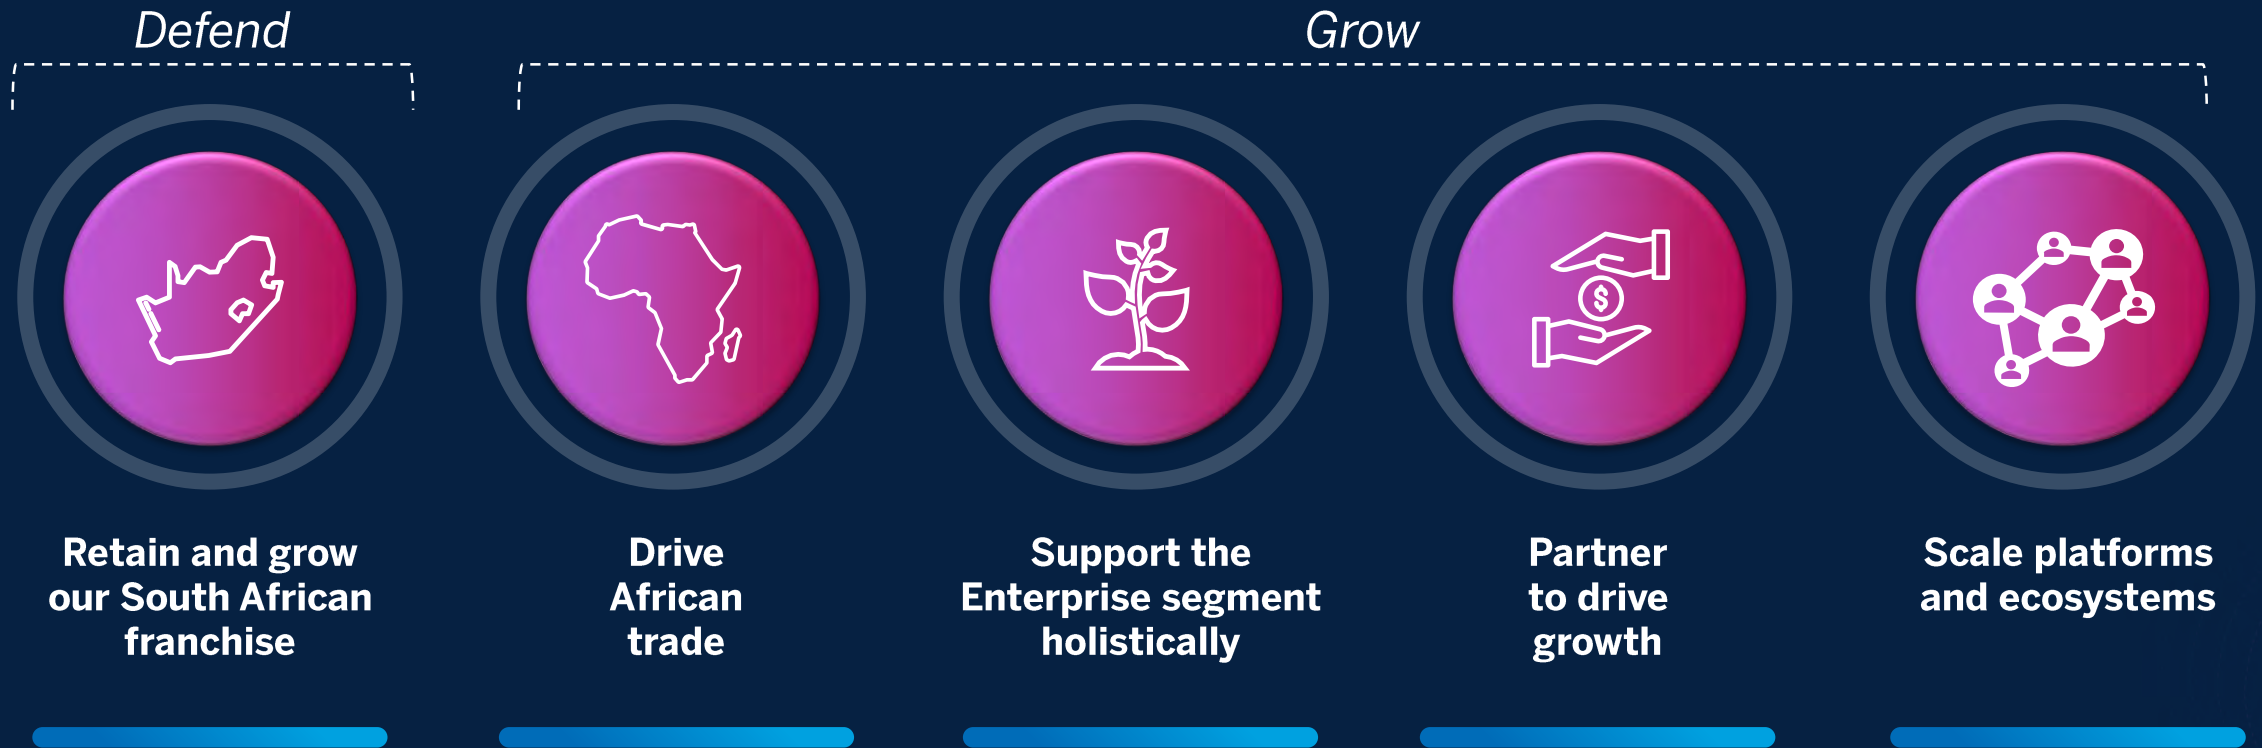 Defend
Grow
Retain and grow
our South African
franchise
Drive
African
trade
Support the
Enterprise segment
holistically
Partner
to drive
growth
Scale platforms
and ecosystems
$